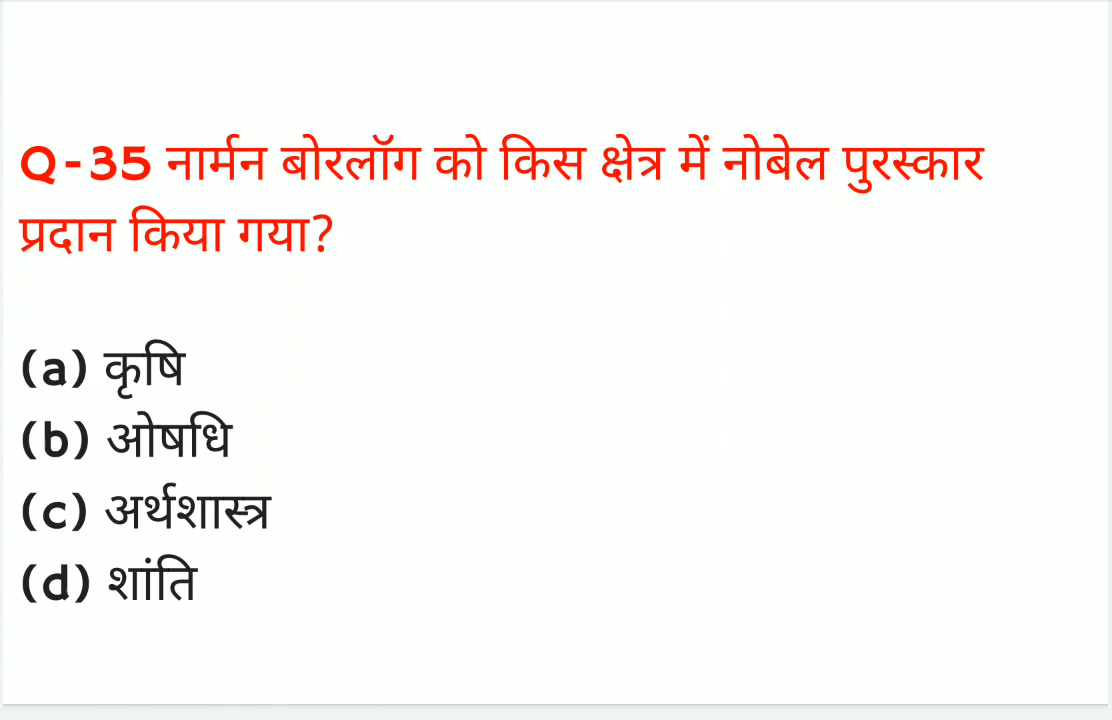 Q-35 नार्मन बोरलॉग को किस क्षेत्र में नोबेल पुरस्कार
प्रदान किया गया?
(a) कृषि
(b) ओषधि
(c) अर्थशास्त्र
(d) शांति